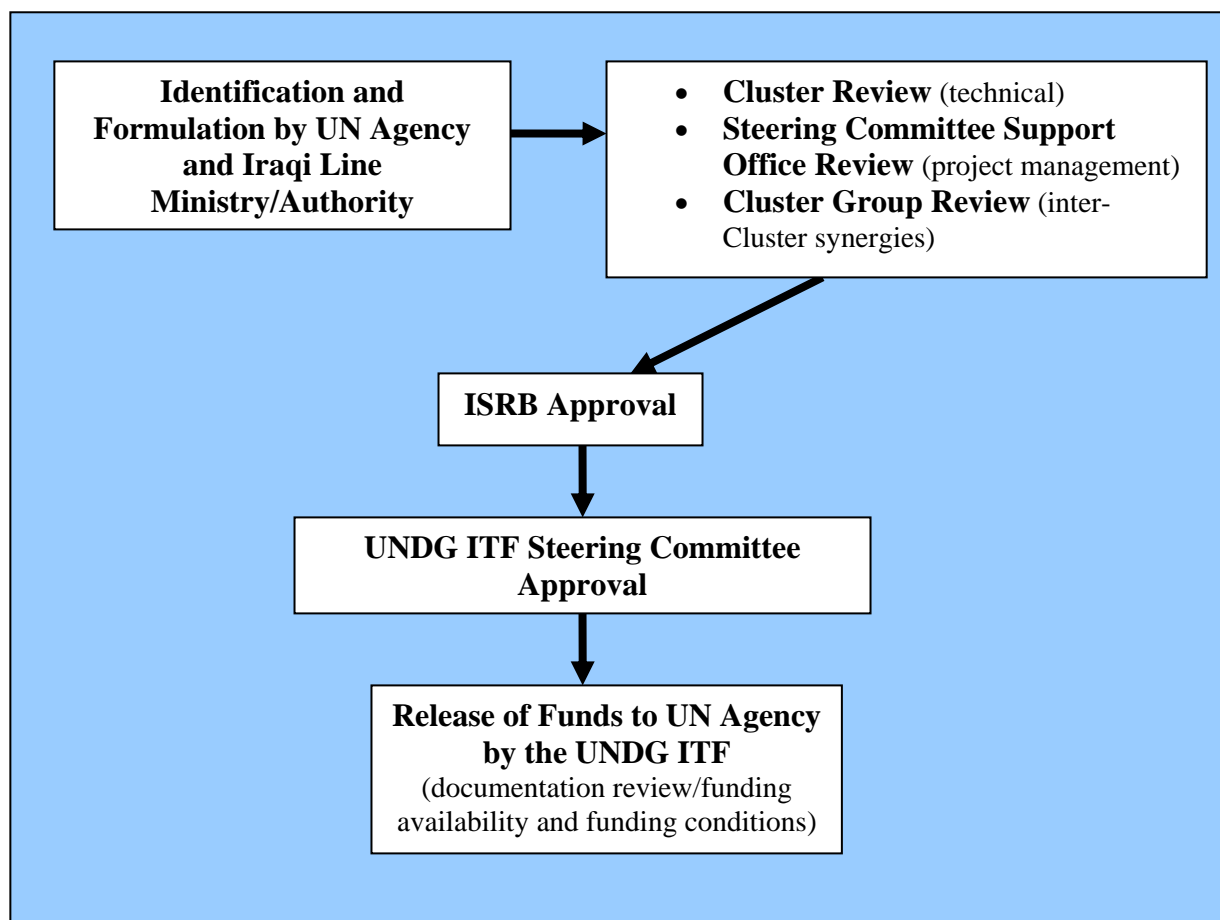 Identification and
Formulation by UN Agency
and Iraqi Line
Ministry/Authority
• Cluster Review (technical)
• Steering Committee Support
Office Review (project management)
• Cluster Group Review (inter-
Cluster synergies)
ISRB Approval
UNDG ITF Steering Committee
Approval
Release of Funds to UN Agency
by the UNDG ITF
(documentation review/funding
availability and funding conditions)